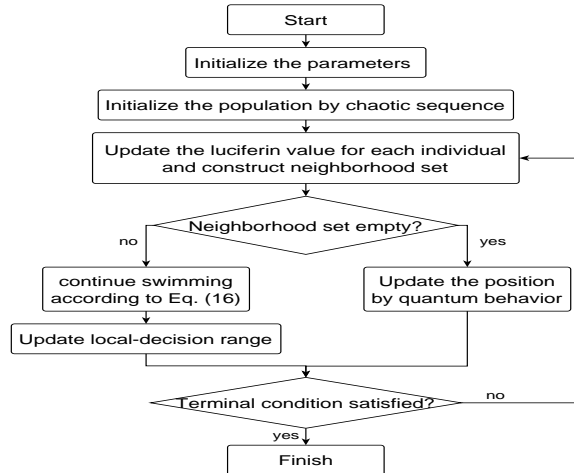 Start
Initialize the parameters
Initialize the population by chaotic sequence
Update the luciferin value for each individual
and construct neighborhood set
Neighborhood set empty?
no
yes
continue swimming
according to Eq. (16)
Update the position
by quantum behavior
Update local-decision range
Terminal condition satisfied?
no
yes
Finish